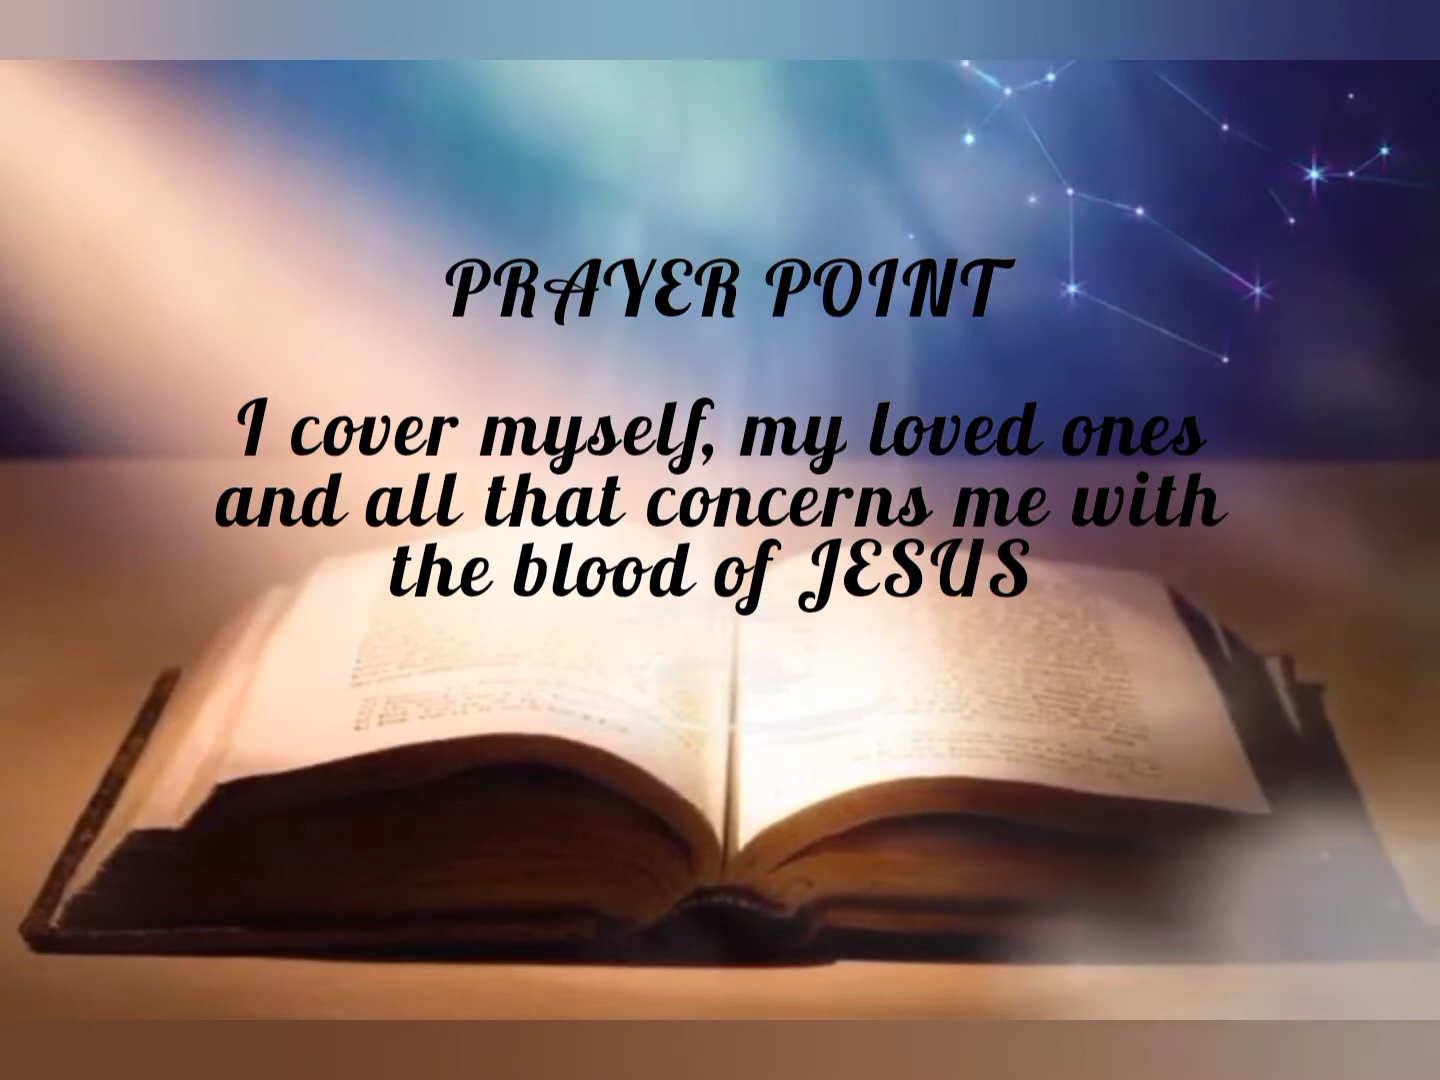 PRAYER POINT
I cover myself, my loved ones
and all that concerns me with
the blood of JESUS